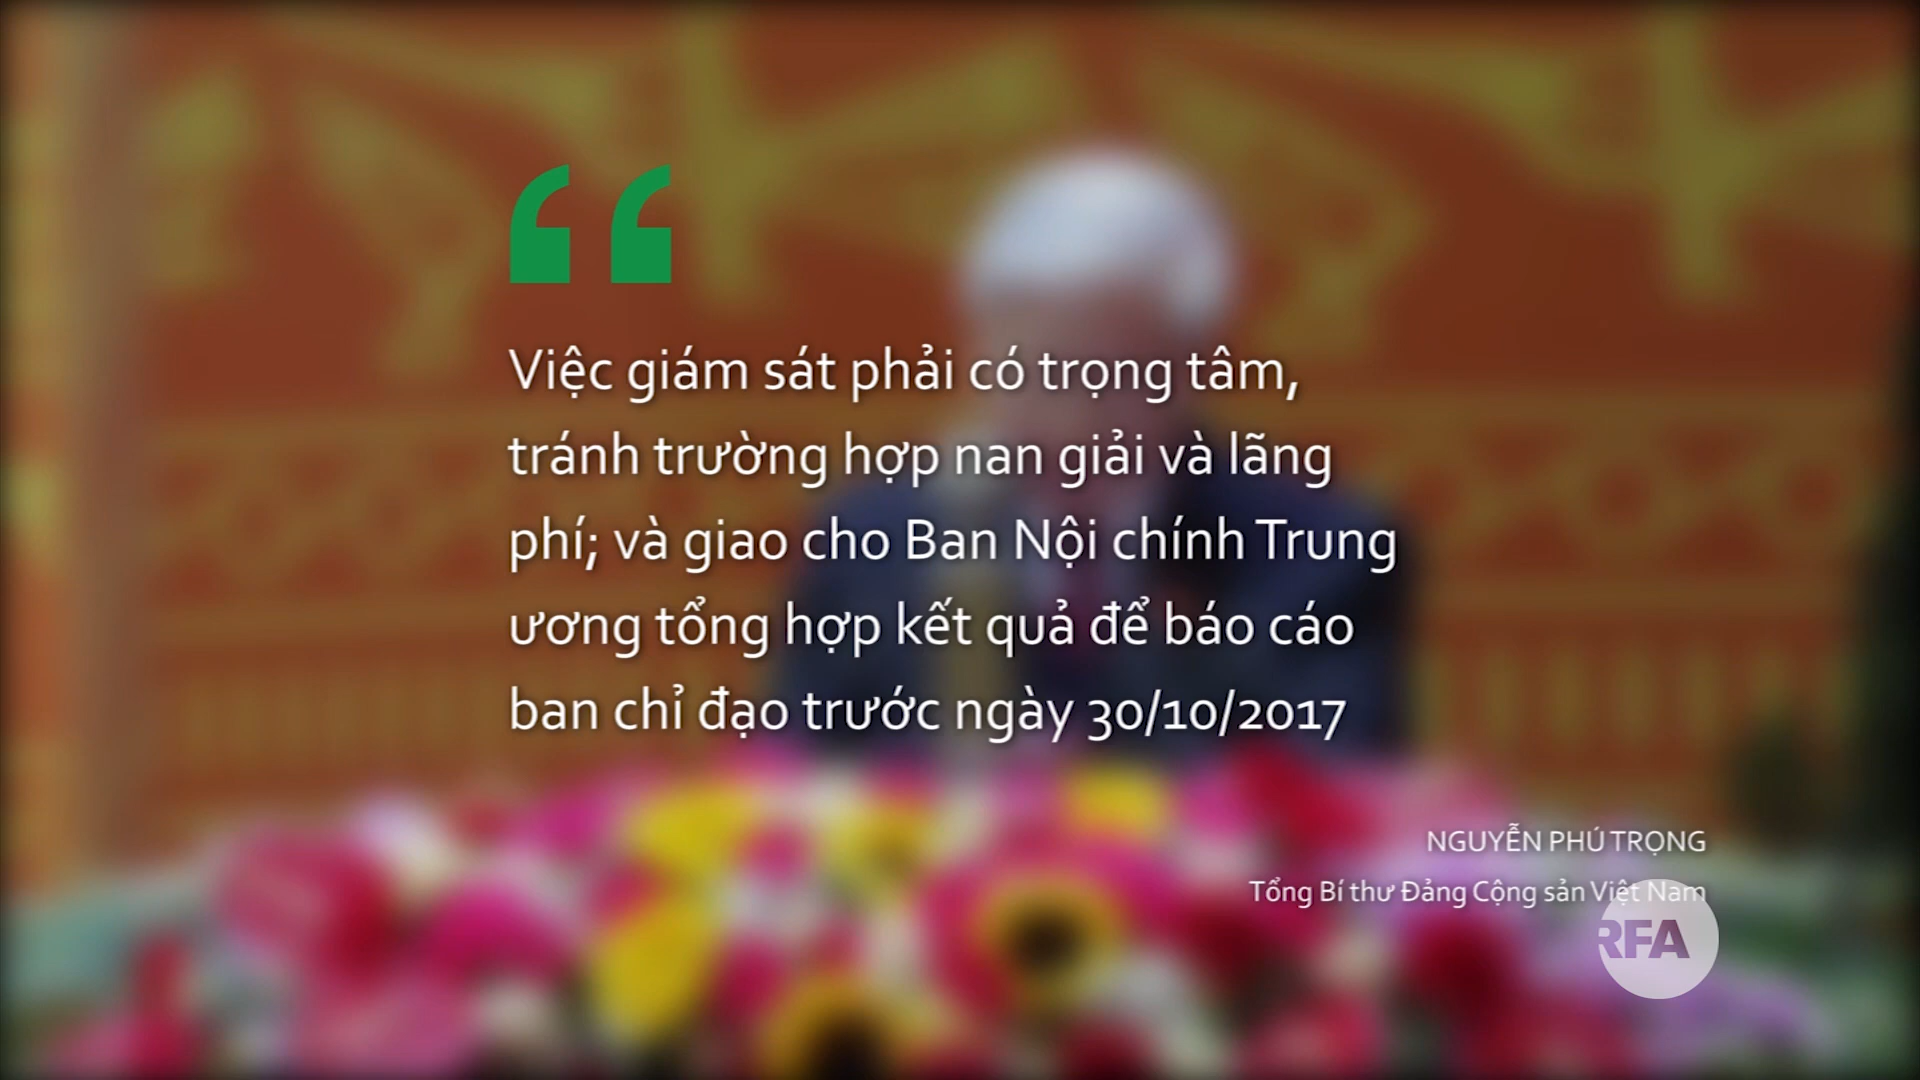 Việc giám sát phải có trọng tâm,
tránh trường hợp nan giải và lãng
phí; và giao cho Ban Nội chính Trung
ương tổng hợp kết quả để báo cáo
ban chỉ đạo trước ngày 30/10/2017
NGUYỄN PHÚ TRỌNG
Tổng Bí thư Đảng Cộng sản Việt Nam
RFA